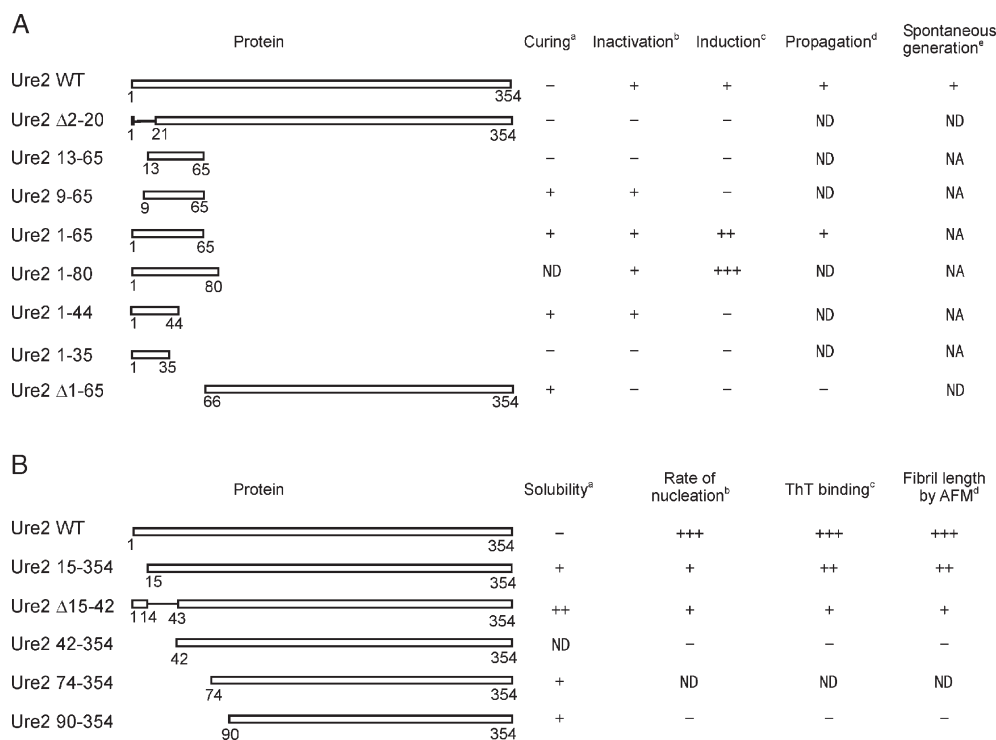 A
Protein Curingᵃ Inactivationᵇ Inductionᶜ Propagationᵈ Spontaneous generationᵉ
Ure2 WT 1 354 – + + + +
Ure2 Δ2-20 1 21 354 – – – ND ND
Ure2 13-65 13 65 – – – ND NA
Ure2 9-65 9 65 + + – ND NA
Ure2 1-65 1 65 + + ++ + NA
Ure2 1-80 1 80 ND + +++ ND NA
Ure2 1-44 1 44 + + – ND NA
Ure2 1-35 1 35 – – – ND NA
Ure2 Δ1-65 66 354 + – – – ND
B
Protein Solubilityᵃ Rate of nucleationᵇ ThT bindingᶜ Fibril length by AFMᵈ
Ure2 WT 1 354 – +++ +++ +++
Ure2 15-354 15 354 + + ++ ++
Ure2 Δ15-42 1 14 43 354 ++ + + +
Ure2 42-354 42 354 ND – – –
Ure2 74-354 74 354 + ND ND ND
Ure2 90-354 90 354 + – – –